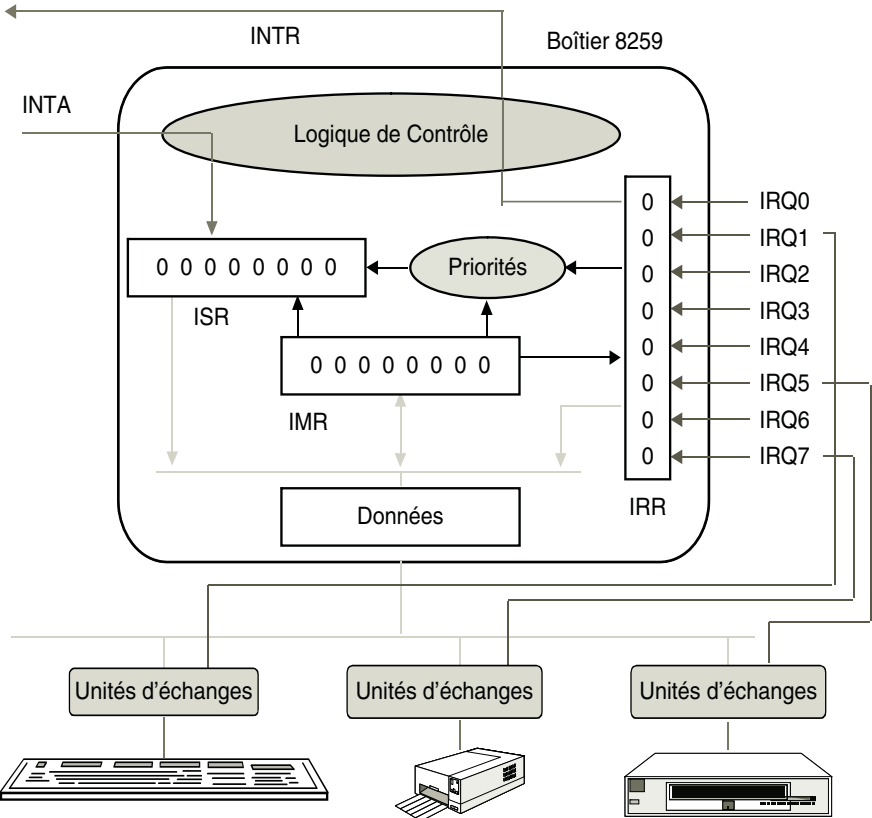 INTR
Boîtier 8259
INTA
Logique de Contrôle
0 IRQ0
0 IRQ1
0 0 0 0 0 0 0 0
Priorités
0 IRQ2
ISR
0 IRQ3
0 0 0 0 0 0 0 0
0 IRQ4
0 IRQ5
IMR
0 IRQ6
0 IRQ7
IRR
Données
Unités d'échanges
Unités d'échanges
Unités d'échanges